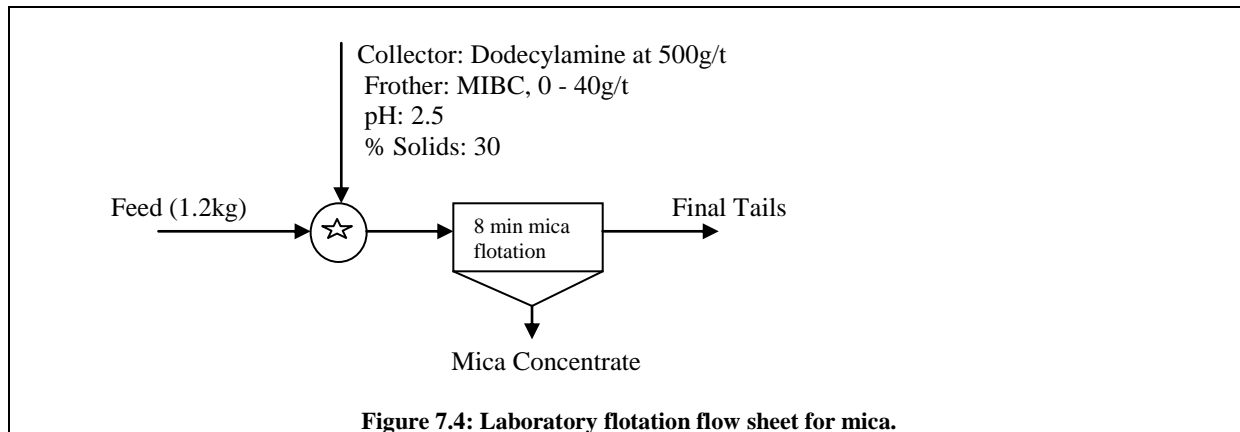 Collector: Dodecylamine at 500g/t
Frother: MIBC, 0 - 40g/t
pH: 2.5
% Solids: 30
Feed (1.2kg)
8 min mica
flotation
Final Tails
Mica Concentrate
Figure 7.4: Laboratory flotation flow sheet for mica.